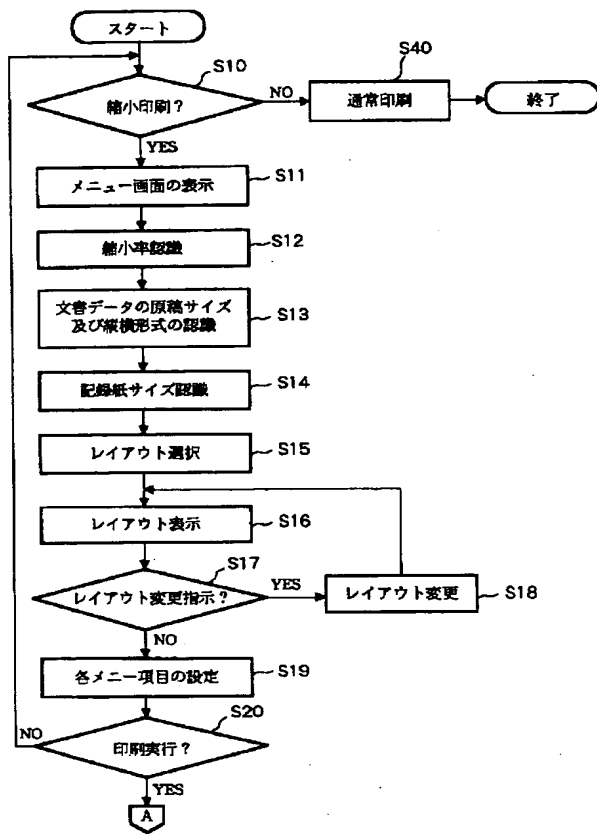 スタート
S10
縮小印刷？
NO
S40
通常印刷
終了
YES
メニュー画面の表示
S11
縮小率認識
S12
文書データの原稿サイズ
及び縦横形式の認識
S13
記録紙サイズ認識
S14
レイアウト選択
S15
レイアウト表示
S16
S17
レイアウト変更指示？
YES
レイアウト変更
S18
NO
各メニー項目の設定
S19
S20
NO
印刷実行？
YES
A